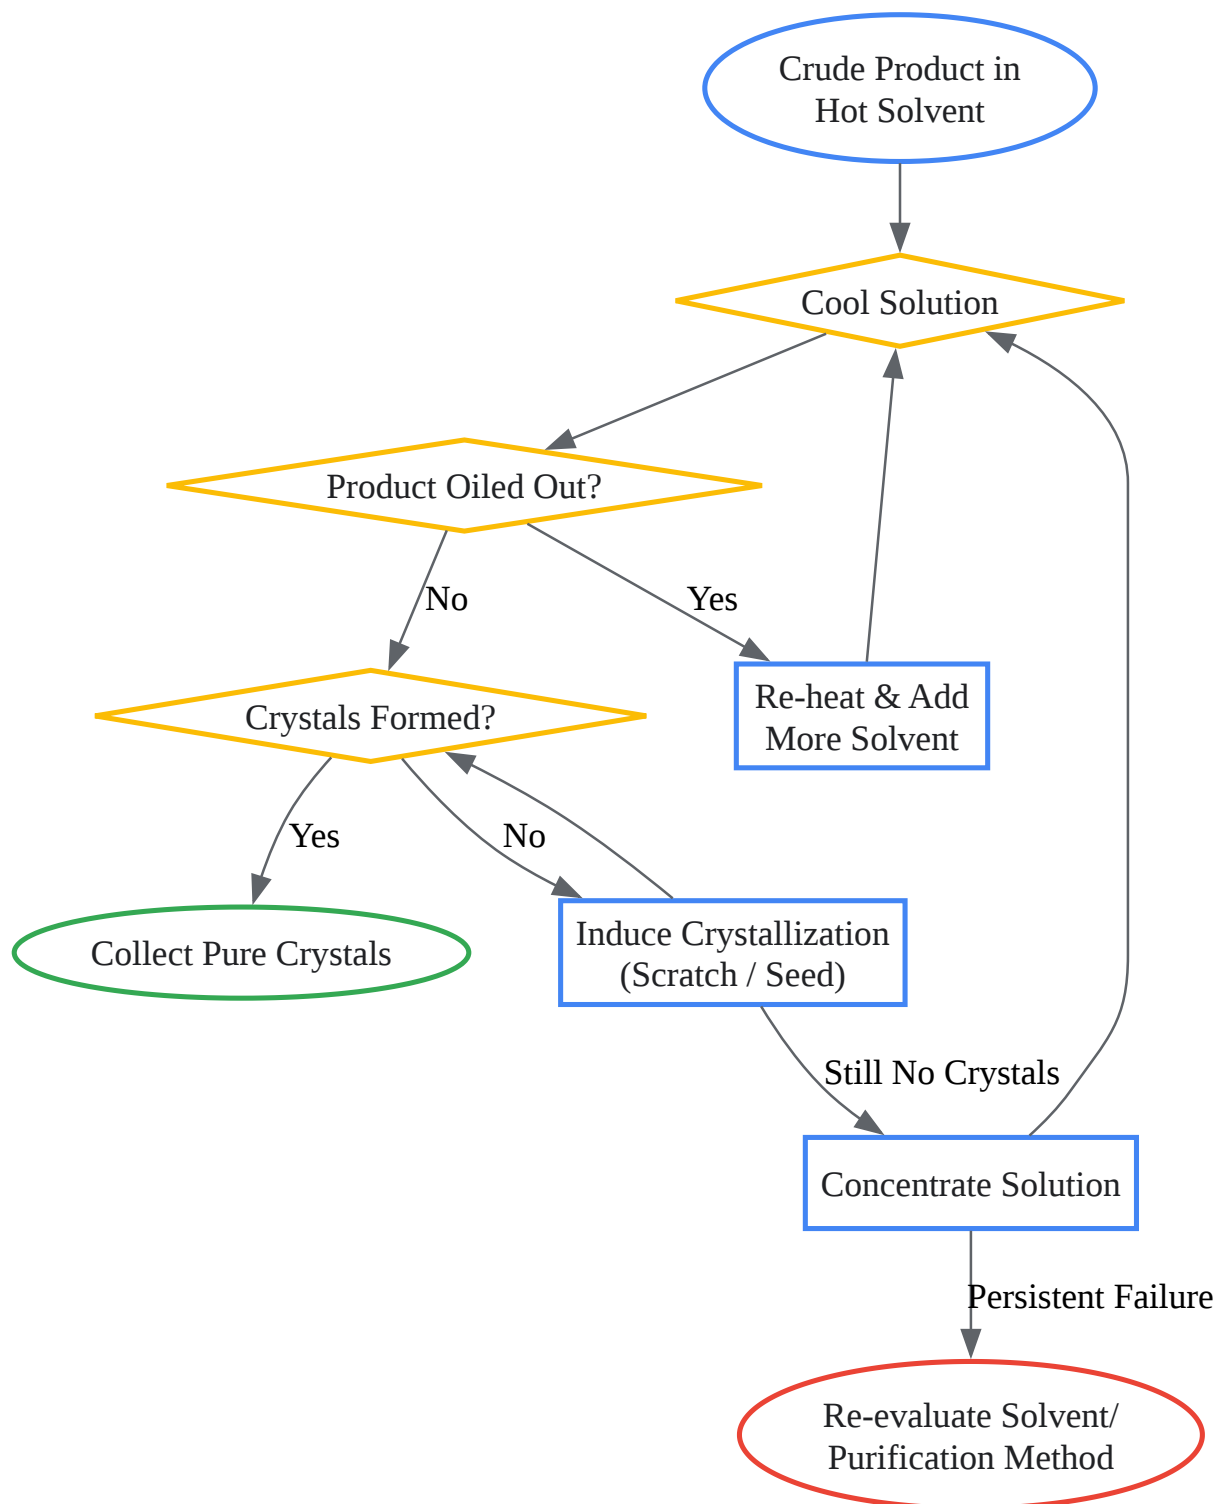 Crude Product in
Hot Solvent
Cool Solution
Product Oiled Out?
No
Yes
Re-heat & Add
More Solvent
Crystals Formed?
Yes
No
Collect Pure Crystals
Induce Crystallization
(Scratch / Seed)
Still No Crystals
Concentrate Solution
Persistent Failure
Re-evaluate Solvent/
Purification Method